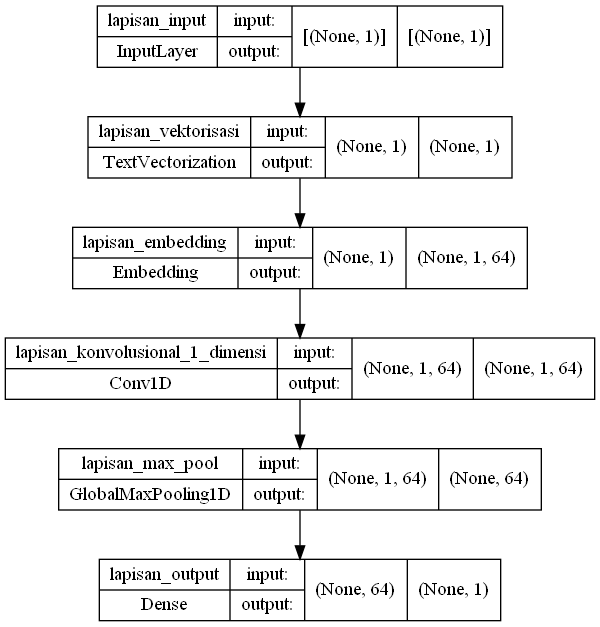 lapisan_input input: [(None, 1)] [(None, 1)]
InputLayer output:
lapisan_vektorisasi input: (None, 1) (None, 1)
TextVectorization output:
lapisan_embedding input: (None, 1) (None, 1, 64)
Embedding output:
lapisan_konvolusional_1_dimensi input: (None, 1, 64) (None, 1, 64)
Conv1D output:
lapisan_max_pool input: (None, 1, 64) (None, 64)
GlobalMaxPooling1D output:
lapisan_output input: (None, 64) (None, 1)
Dense output: